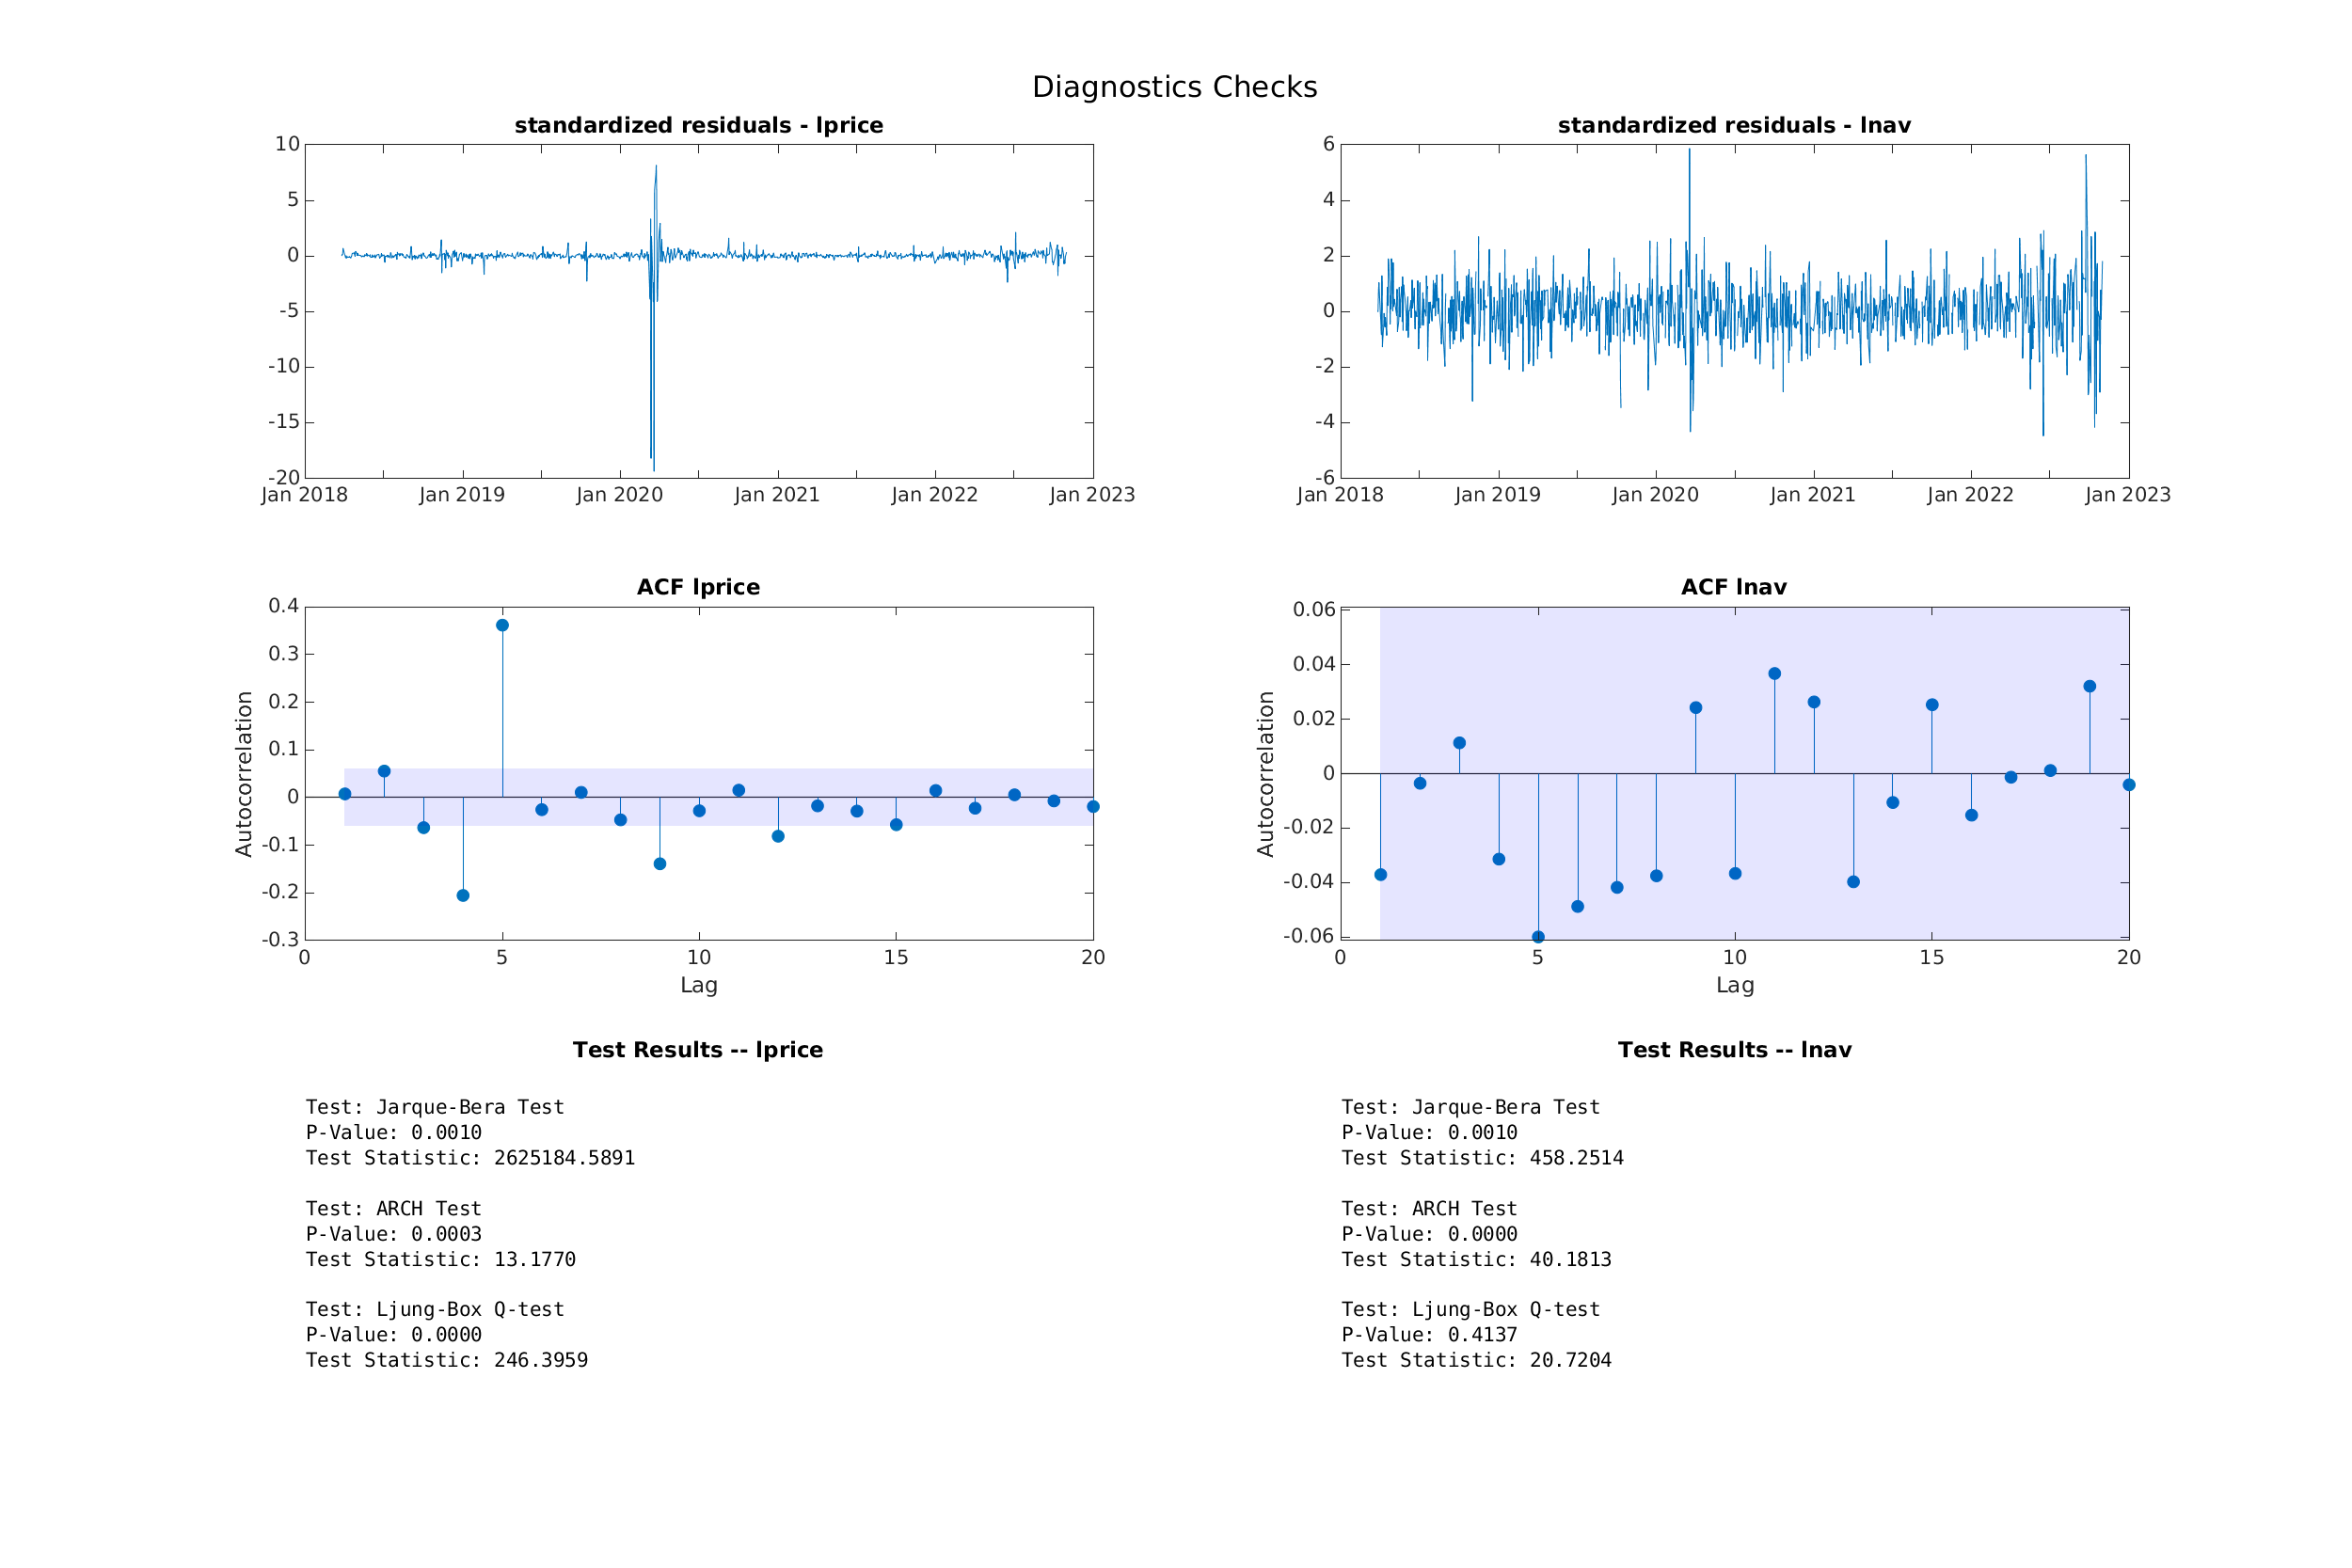 Diagnostics Checks
standardized residuals - lprice
10
5
0
-5
-10
-15
-20
Jan 2018 Jan 2019 Jan 2020 Jan 2021 Jan 2022 Jan 2023
standardized residuals - lnav
6
4
2
0
-2
-4
-6
Jan 2018 Jan 2019 Jan 2020 Jan 2021 Jan 2022 Jan 2023
ACF lprice
Autocorrelation
0.4
0.3
0.2
0.1
0
-0.1
-0.2
-0.3
0 5 10 15 20
Lag
ACF lnav
Autocorrelation
0.06
0.04
0.02
0
-0.02
-0.04
-0.06
0 5 10 15 20
Lag
Test Results -- lprice
Test: Jarque-Bera Test
P-Value: 0.0010
Test Statistic: 2625184.5891
Test: ARCH Test
P-Value: 0.0003
Test Statistic: 13.1770
Test: Ljung-Box Q-test
P-Value: 0.0000
Test Statistic: 246.3959
Test Results -- lnav
Test: Jarque-Bera Test
P-Value: 0.0010
Test Statistic: 458.2514
Test: ARCH Test
P-Value: 0.0000
Test Statistic: 40.1813
Test: Ljung-Box Q-test
P-Value: 0.4137
Test Statistic: 20.7204